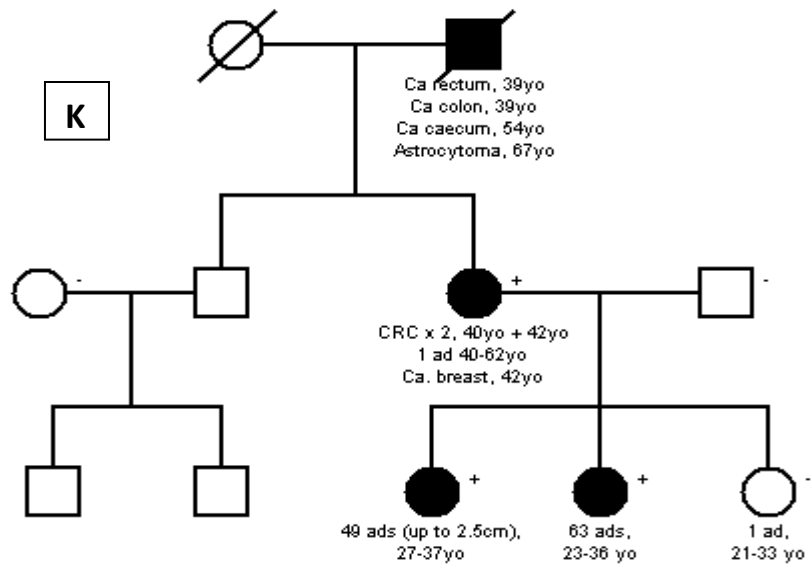 K
Ca rectum, 39yo
Ca colon, 39yo
Ca caecum, 54yo
Astrocytoma, 67yo
-
+
-
CRC x 2, 40yo + 42yo
1 ad 40-62yo
Ca. breast, 42yo
+
+
-
49 ads (up to 2.5cm),
27-37yo
63 ads,
23-36 yo
1 ad,
21-33 yo